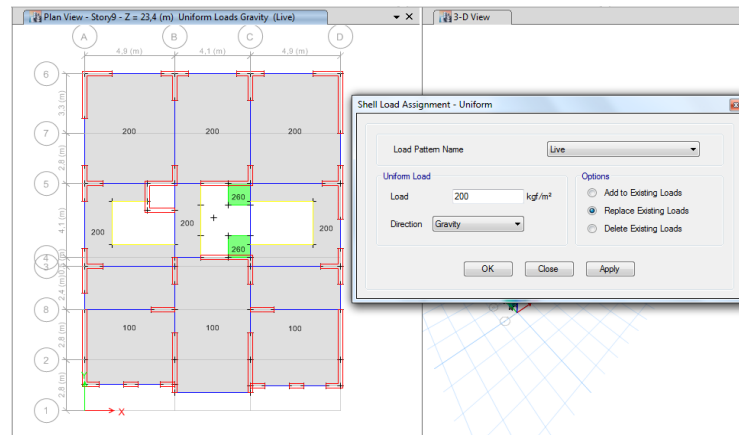 Plan View - Story9 - Z = 23,4 (m) Uniform Loads Gravity (Live)
3-D View
A B C D
4,9 (m) 4,1 (m) 4,9 (m)
6
3,3 (m)
7
200 200 200
2,8 (m)
5
260
4,1 (m)
200 200 200
260
4
3
2,4 (m)
8
100 100 100
2,8 (m)
2
2,8 (m)
1
X
Shell Load Assignment - Uniform
Load Pattern Name Live
Uniform Load
Load 200 kgf/m²
Direction Gravity
Options
Add to Existing Loads
Replace Existing Loads
Delete Existing Loads
OK Close Apply